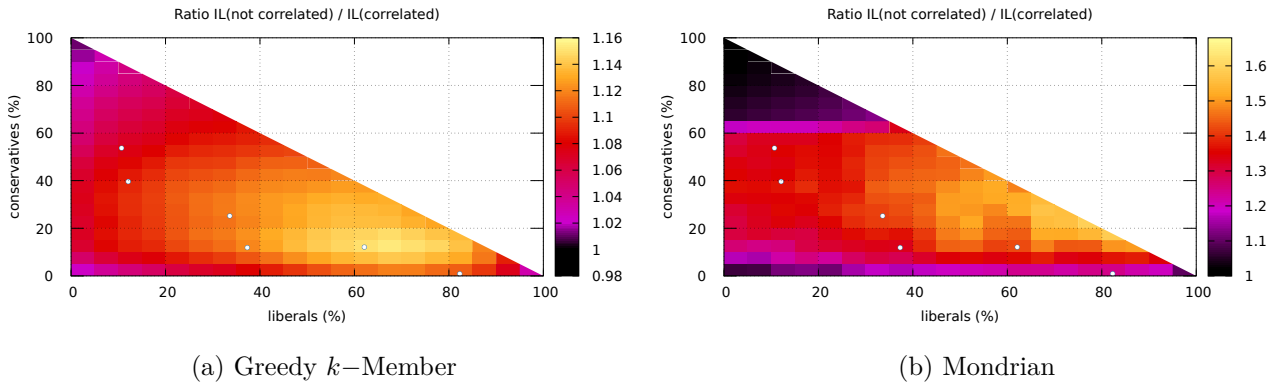 Ratio IL(not correlated) / IL(correlated)
100
80
60
40
20
0
conservatives (%)
0 20 40 60 80 100
liberals (%)
1.16
1.14
1.12
1.1
1.08
1.06
1.04
1.02
1
0.98
(a) Greedy k−Member
Ratio IL(not correlated) / IL(correlated)
100
80
60
40
20
0
conservatives (%)
0 20 40 60 80 100
liberals (%)
1.6
1.5
1.4
1.3
1.2
1.1
1
(b) Mondrian